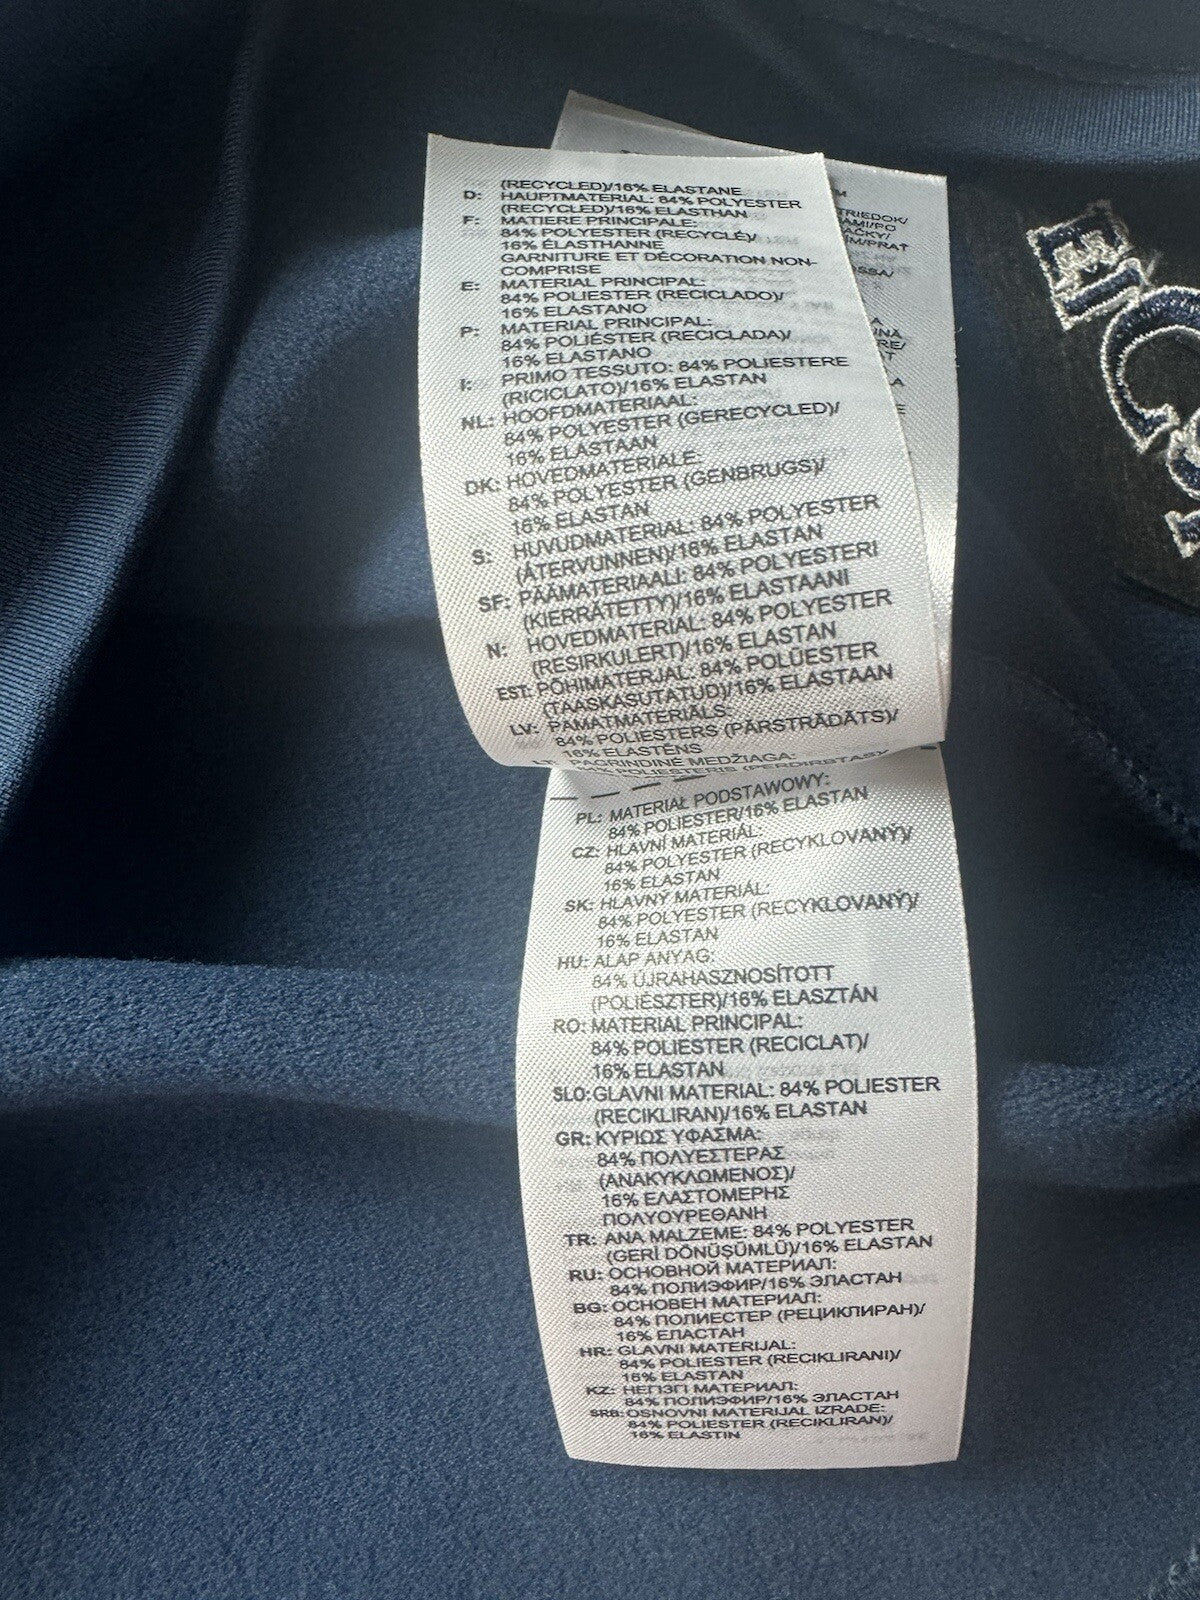 (RECYCLED)/16% ELASTANE
D: HAUPTMATERIAL: 84% POLYESTER
(RECYCLED)/16% ELASTHAN
F: MATIERE PRINCIPALE:
84% POLYESTER (RECYCLÉ)/
16% ÉLASTHANNE
GARNITURE ET DÉCORATION NON-
COMPRISE
E: MATERIAL PRINCIPAL:
84% POLIESTER (RECICLADO)/
16% ELASTANO
P: MATERIAL PRINCIPAL:
84% POLIÉSTER (RECICLADA)/
16% ELASTANO
I: PRIMO TESSUTO: 84% POLIESTERE
(RICICLATO)/16% ELASTAN
NL: HOOFDMATERIAAL:
84% POLYESTER (GERECYCLED)/
16% ELASTAAN
DK: HOVEDMATERIALE:
84% POLYESTER (GENBRUGS)/
16% ELASTAN
S: HUVUDMATERIAL: 84% POLYESTER
(ÅTERVUNNEN)/16% ELASTAN
SF: PÄÄMATERIAALI: 84% POLYESTERI
(KIERRÄTETTY)/16% ELASTAANI
N: HOVEDMATERIAL: 84% POLYESTER
(RESIRKULERT)/16% ELASTAN
EST: PÕHIMATERJAL: 84% POLÜESTER
(TAASKASUTATUD)/16% ELASTAAN
LV: PAMATMATERIĀLS:
84% POLIESTERS (PĀRSTRĀDĀTS)/
16% ELASTĒNS
PAGRINDINĖ MEDŽIAGA:
POLIESTERIS (PERDIRBTAS)
PL: MATERIAŁ PODSTAWOWY:
84% POLIESTER/16% ELASTAN
CZ: HLAVNÍ MATERIÁL:
84% POLYESTER (RECYKLOVANÝ)/
16% ELASTAN
SK: HLAVNÝ MATERIÁL:
84% POLYESTER (RECYKLOVANÝ)/
16% ELASTAN
HU: ALAP ANYAG:
84% ÚJRAHASZNOSÍTOTT
(POLIÉSZTER)/16% ELASZTÁN
RO: MATERIAL PRINCIPAL:
84% POLIESTER (RECICLAT)/
16% ELASTAN
SLO: GLAVNI MATERIAL: 84% POLIESTER
(RECIKLIRAN)/16% ELASTAN
GR: ΚΥΡΙΩΣ ΥΦΑΣΜΑ:
84% ΠΟΛΥΕΣΤΕΡΑΣ
(ΑΝΑΚΥΚΛΩΜΕΝΟΣ)/
16% ΕΛΑΣΤΟΜΕΡΗΣ
ΠΟΛΥΟΥΡΕΘΑΝΗ
TR: ANA MALZEME: 84% POLYESTER
(GERİ DÖNÜŞÜMLÜ)/16% ELASTAN
RU: ОСНОВНОЙ МАТЕРИАЛ:
84% ПОЛИЭФИР/16% ЭЛАСТАН
BG: ОСНОВЕН МАТЕРИАЛ:
84% ПОЛИЕСТЕР (РЕЦИКЛИРАН)/
16% ЕЛАСТАН
HR: GLAVNI MATERIJAL:
84% POLIESTER (RECIKLIRANI)/
16% ELASTAN
KZ: НЕГІЗГІ МАТЕРИАЛ:
84% ПОЛИЭФИР/16% ЭЛАСТАН
SRB: OSNOVNI MATERIJAL IZRADE:
84% POLIESTER (RECIKLIRAN)/
16% ELASTIN